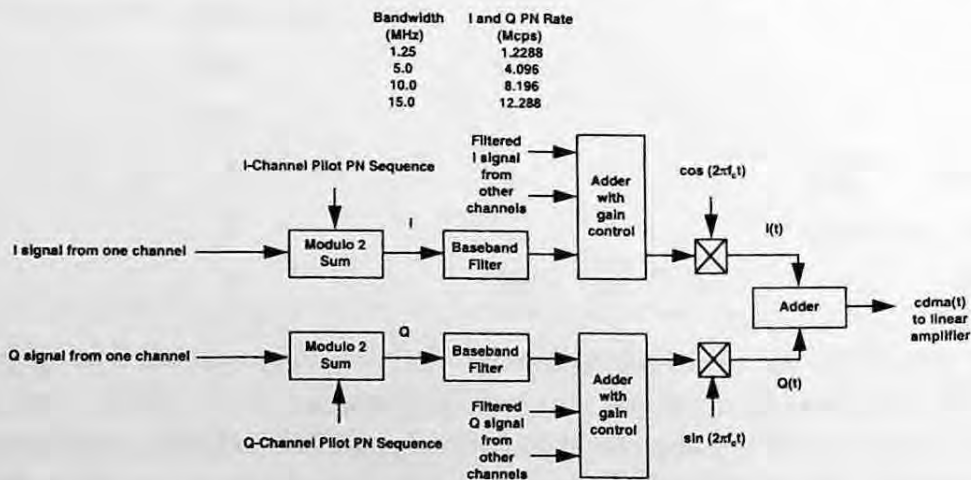 Bandwidth I and Q PN Rate
(MHz) (Mcps)
1.25 1.2288
5.0 4.096
10.0 8.196
15.0 12.288
Filtered
I signal
from
other
channels
I-Channel Pilot PN Sequence
Adder
with
gain
control
cos (2πfct)
I signal from one channel
Modulo 2
Sum
I
Baseband
Filter
I(t)
Adder
cdma(t)
to linear
amplifier
Q signal from one channel
Modulo 2
Sum
Q
Baseband
Filter
Adder
with
gain
control
Q(t)
Q-Channel Pilot PN Sequence
Filtered
Q signal
from
other
channels
sin (2πfct)